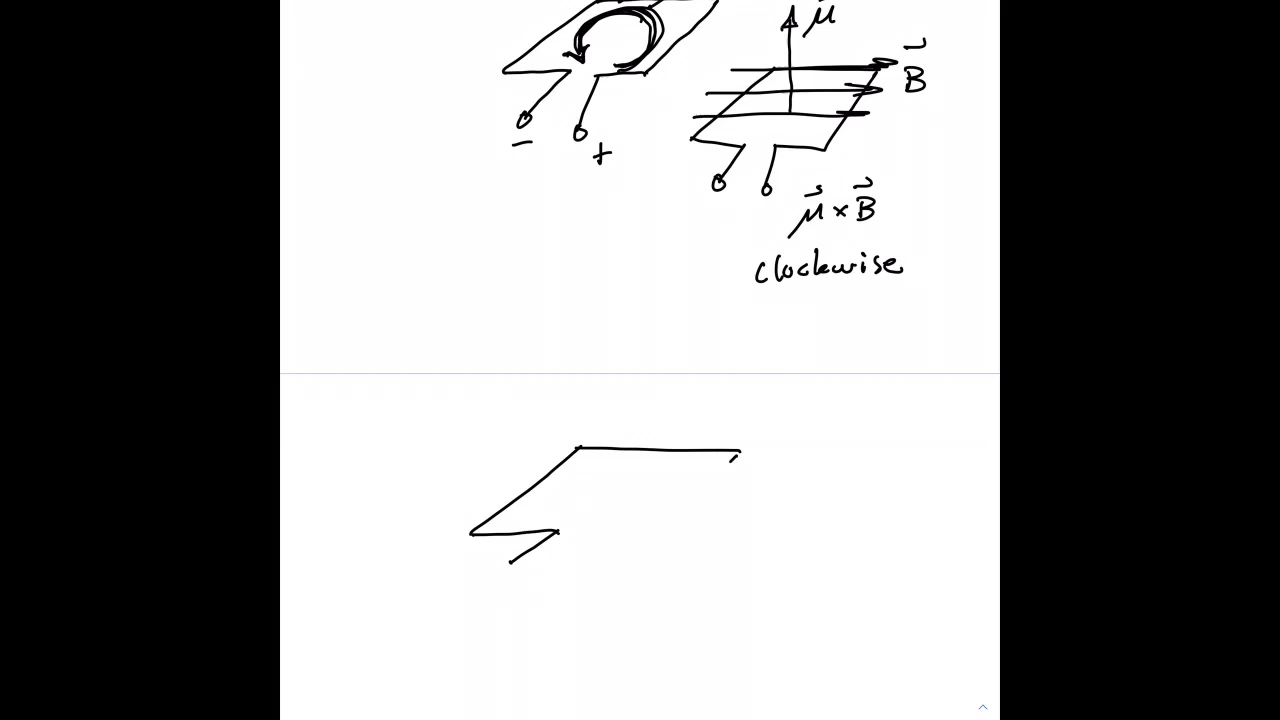 μ⃗
B⃗
− +
μ⃗ × B⃗
clockwise